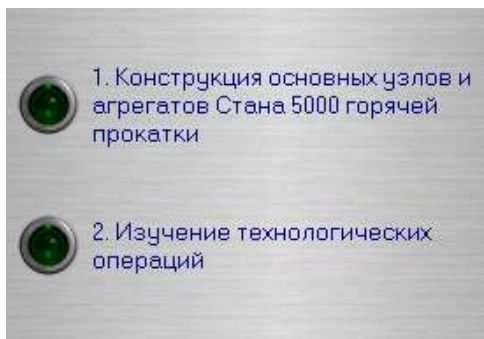 1. Конструкция основных узлов и
агрегатов Стана 5000 горячей
прокатки
2. Изучение технологических
операций